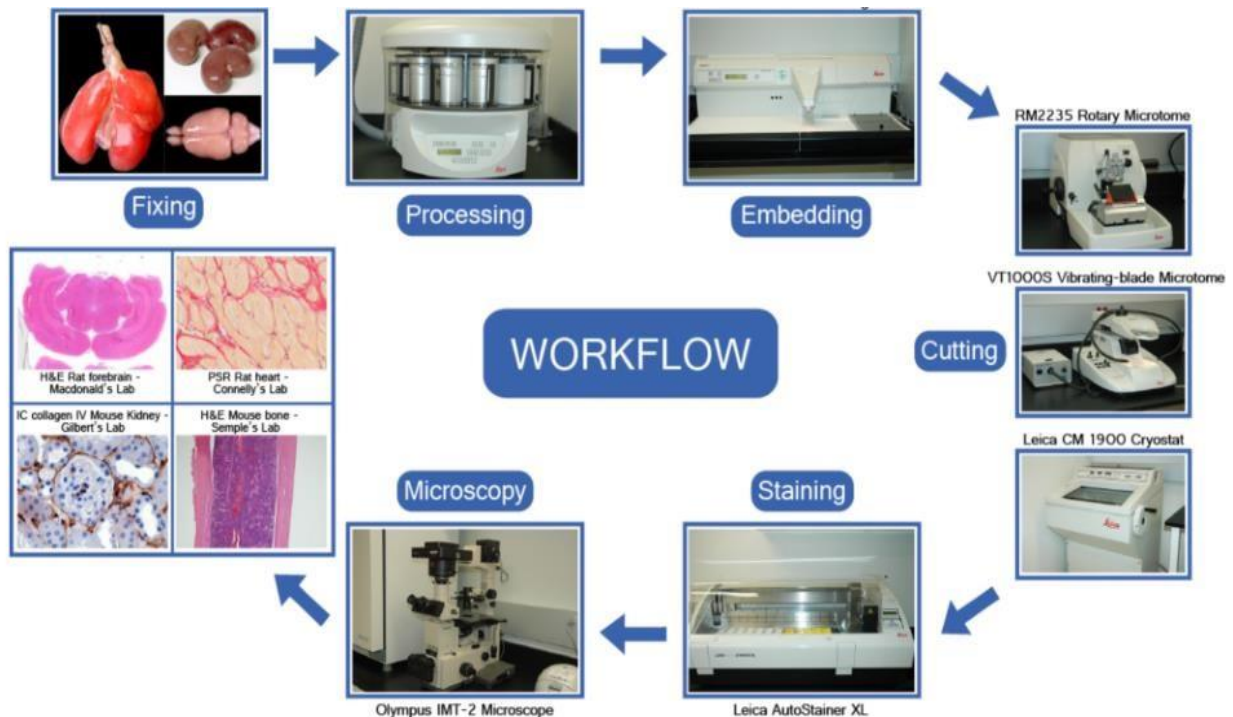 Fixing
Processing
Embedding
RM2235 Rotary Microtome
VT1000S Vibrating-blade Microtome
Cutting
Leica CM 1900 Cryostat
Leica
Staining
Leica AutoStainer XL
Microscopy
Olympus IMT-2 Microscope
H&E Rat forebrain -
Macdonald's Lab
PSR Rat heart -
Connelly's Lab
IC collagen IV Mouse Kidney -
Gilbert's Lab
H&E Mouse bone -
Semple's Lab
WORKFLOW